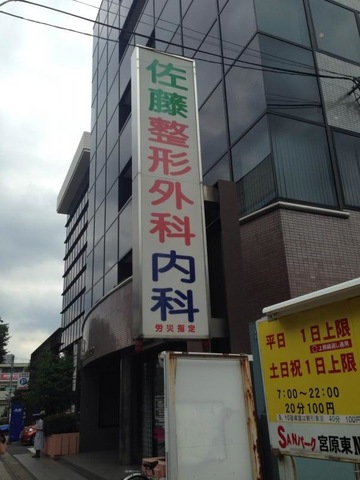 佐藤整形外科内科
労災指定
平日 1日上限
土日祝1日上限
7:00〜22:00
20分100円
SANパーク 宮原東